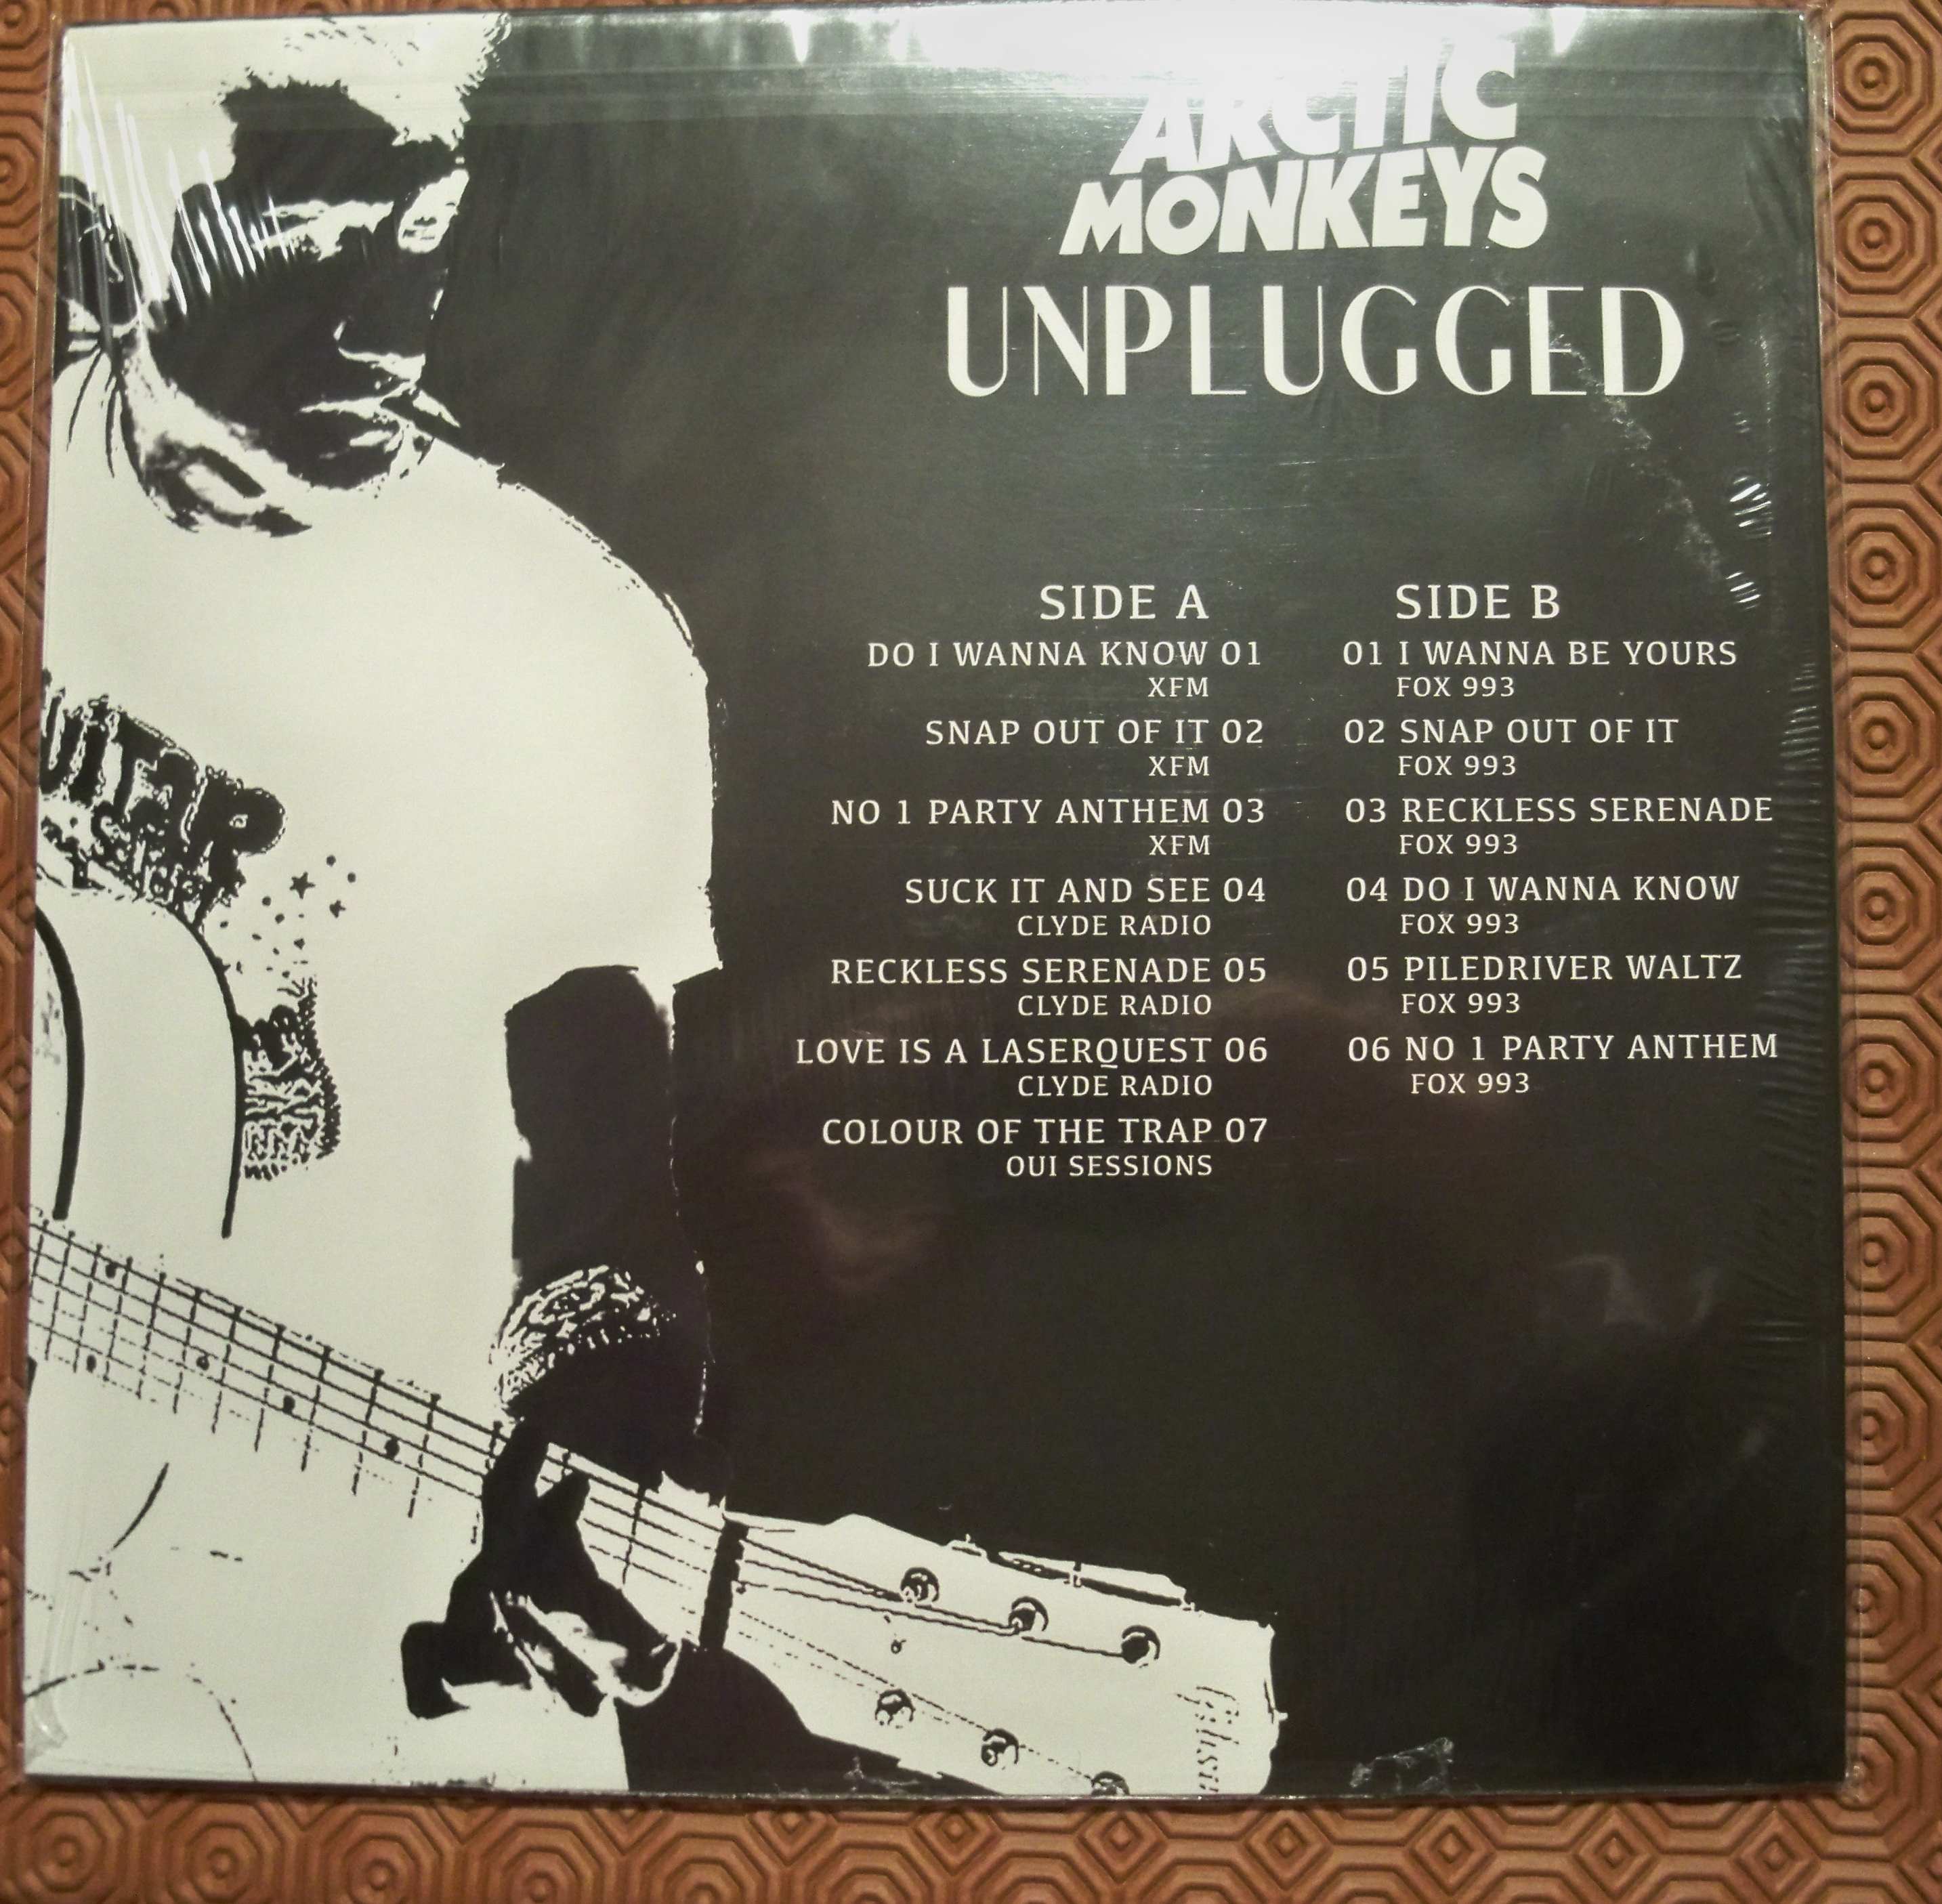 ARCTIC
MONKEYS
UNPLUGGED
SIDE A
DO I WANNA KNOW 01
XFM
SNAP OUT OF IT 02
XFM
NO 1 PARTY ANTHEM 03
XFM
SUCK IT AND SEE 04
CLYDE RADIO
RECKLESS SERENADE 05
CLYDE RADIO
LOVE IS A LASERQUEST 06
CLYDE RADIO
COLOUR OF THE TRAP 07
OUI SESSIONS
SIDE B
01 I WANNA BE YOURS
FOX 993
02 SNAP OUT OF IT
FOX 993
03 RECKLESS SERENADE
FOX 993
04 DO I WANNA KNOW
FOX 993
05 PILEDRIVER WALTZ
FOX 993
06 NO 1 PARTY ANTHEM
FOX 993
Gibson